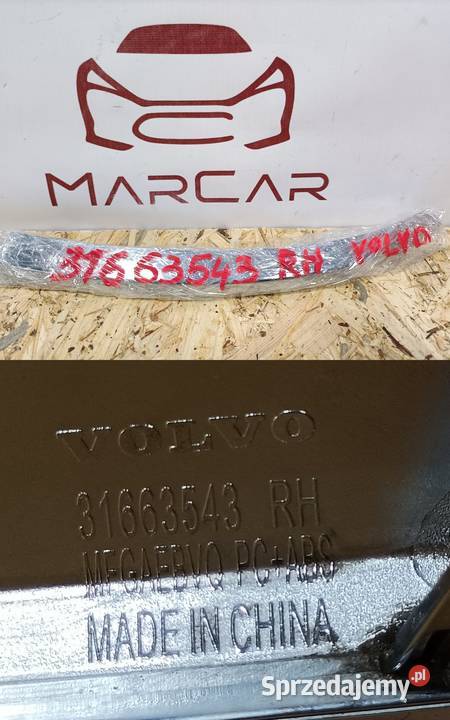 MARCAR
31663543 RH VOLVO
VOLVO
31663543 RH
MFGAEBVQ PC+ABS
MADE IN CHINA
Sprzedajemy.pl